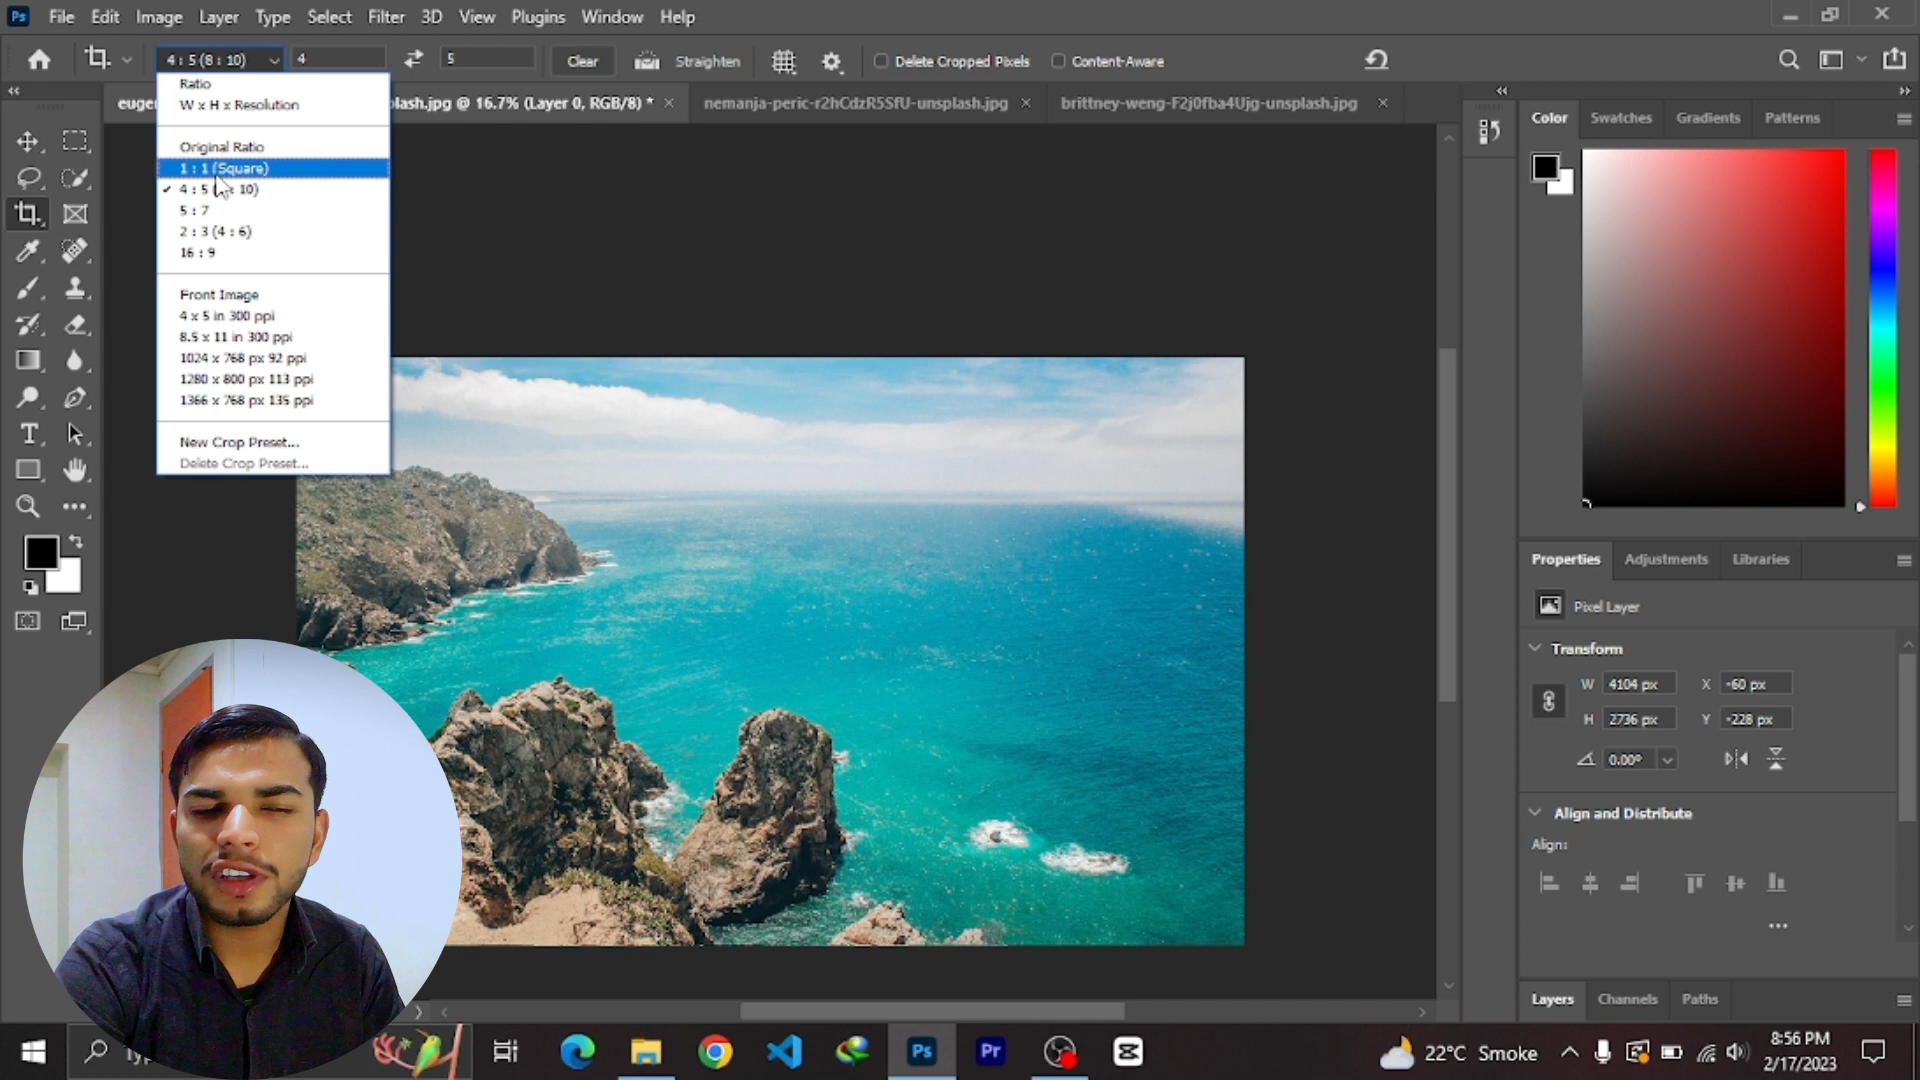 Ps File Edit Image Layer Type Select Filter 3D View Plugins Window Help
4 : 5 (8 : 10) 4 5 Clear Straighten Delete Cropped Pixels Content-Aware
lash.jpg @ 16.7% (Layer 0, RGB/8) *
nemanja-peric-r2hCdzR5SfU-unsplash.jpg
brittney-weng-F2j0fba4Ujg-unsplash.jpg
Ratio
W x H x Resolution
Original Ratio
1 : 1 (Square)
4 : 5 10)
5 : 7
2 : 3 (4 : 6)
16 : 9
Front Image
4 x 5 in 300 ppi
8.5 x 11 in 300 ppi
1024 x 768 px 92 ppi
1280 x 800 px 113 ppi
1366 x 768 px 135 ppi
New Crop Preset...
Delete Crop Preset...
Color Swatches Gradients Patterns
Properties Adjustments Libraries
Pixel Layer
Transform
W 4104 px X -60 px
H 2736 px Y -228 px
0.00°
Align and Distribute
Align:
Layers Channels Paths
Ps Pr
22°C Smoke
8:56 PM
2/17/2023